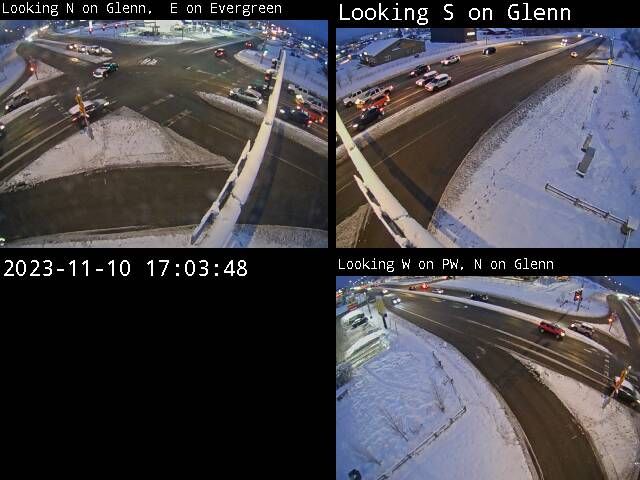 Looking N on Glenn,  E on Evergreen
Looking S on Glenn
2023-11-10 17:03:48
Looking W on PW, N on Glenn